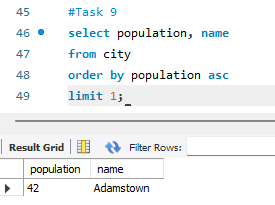 45 #Task 9
46 select population, name
47 from city
48 order by population asc
49 limit 1;
Result Grid Filter Rows:
population name
42 Adamstown